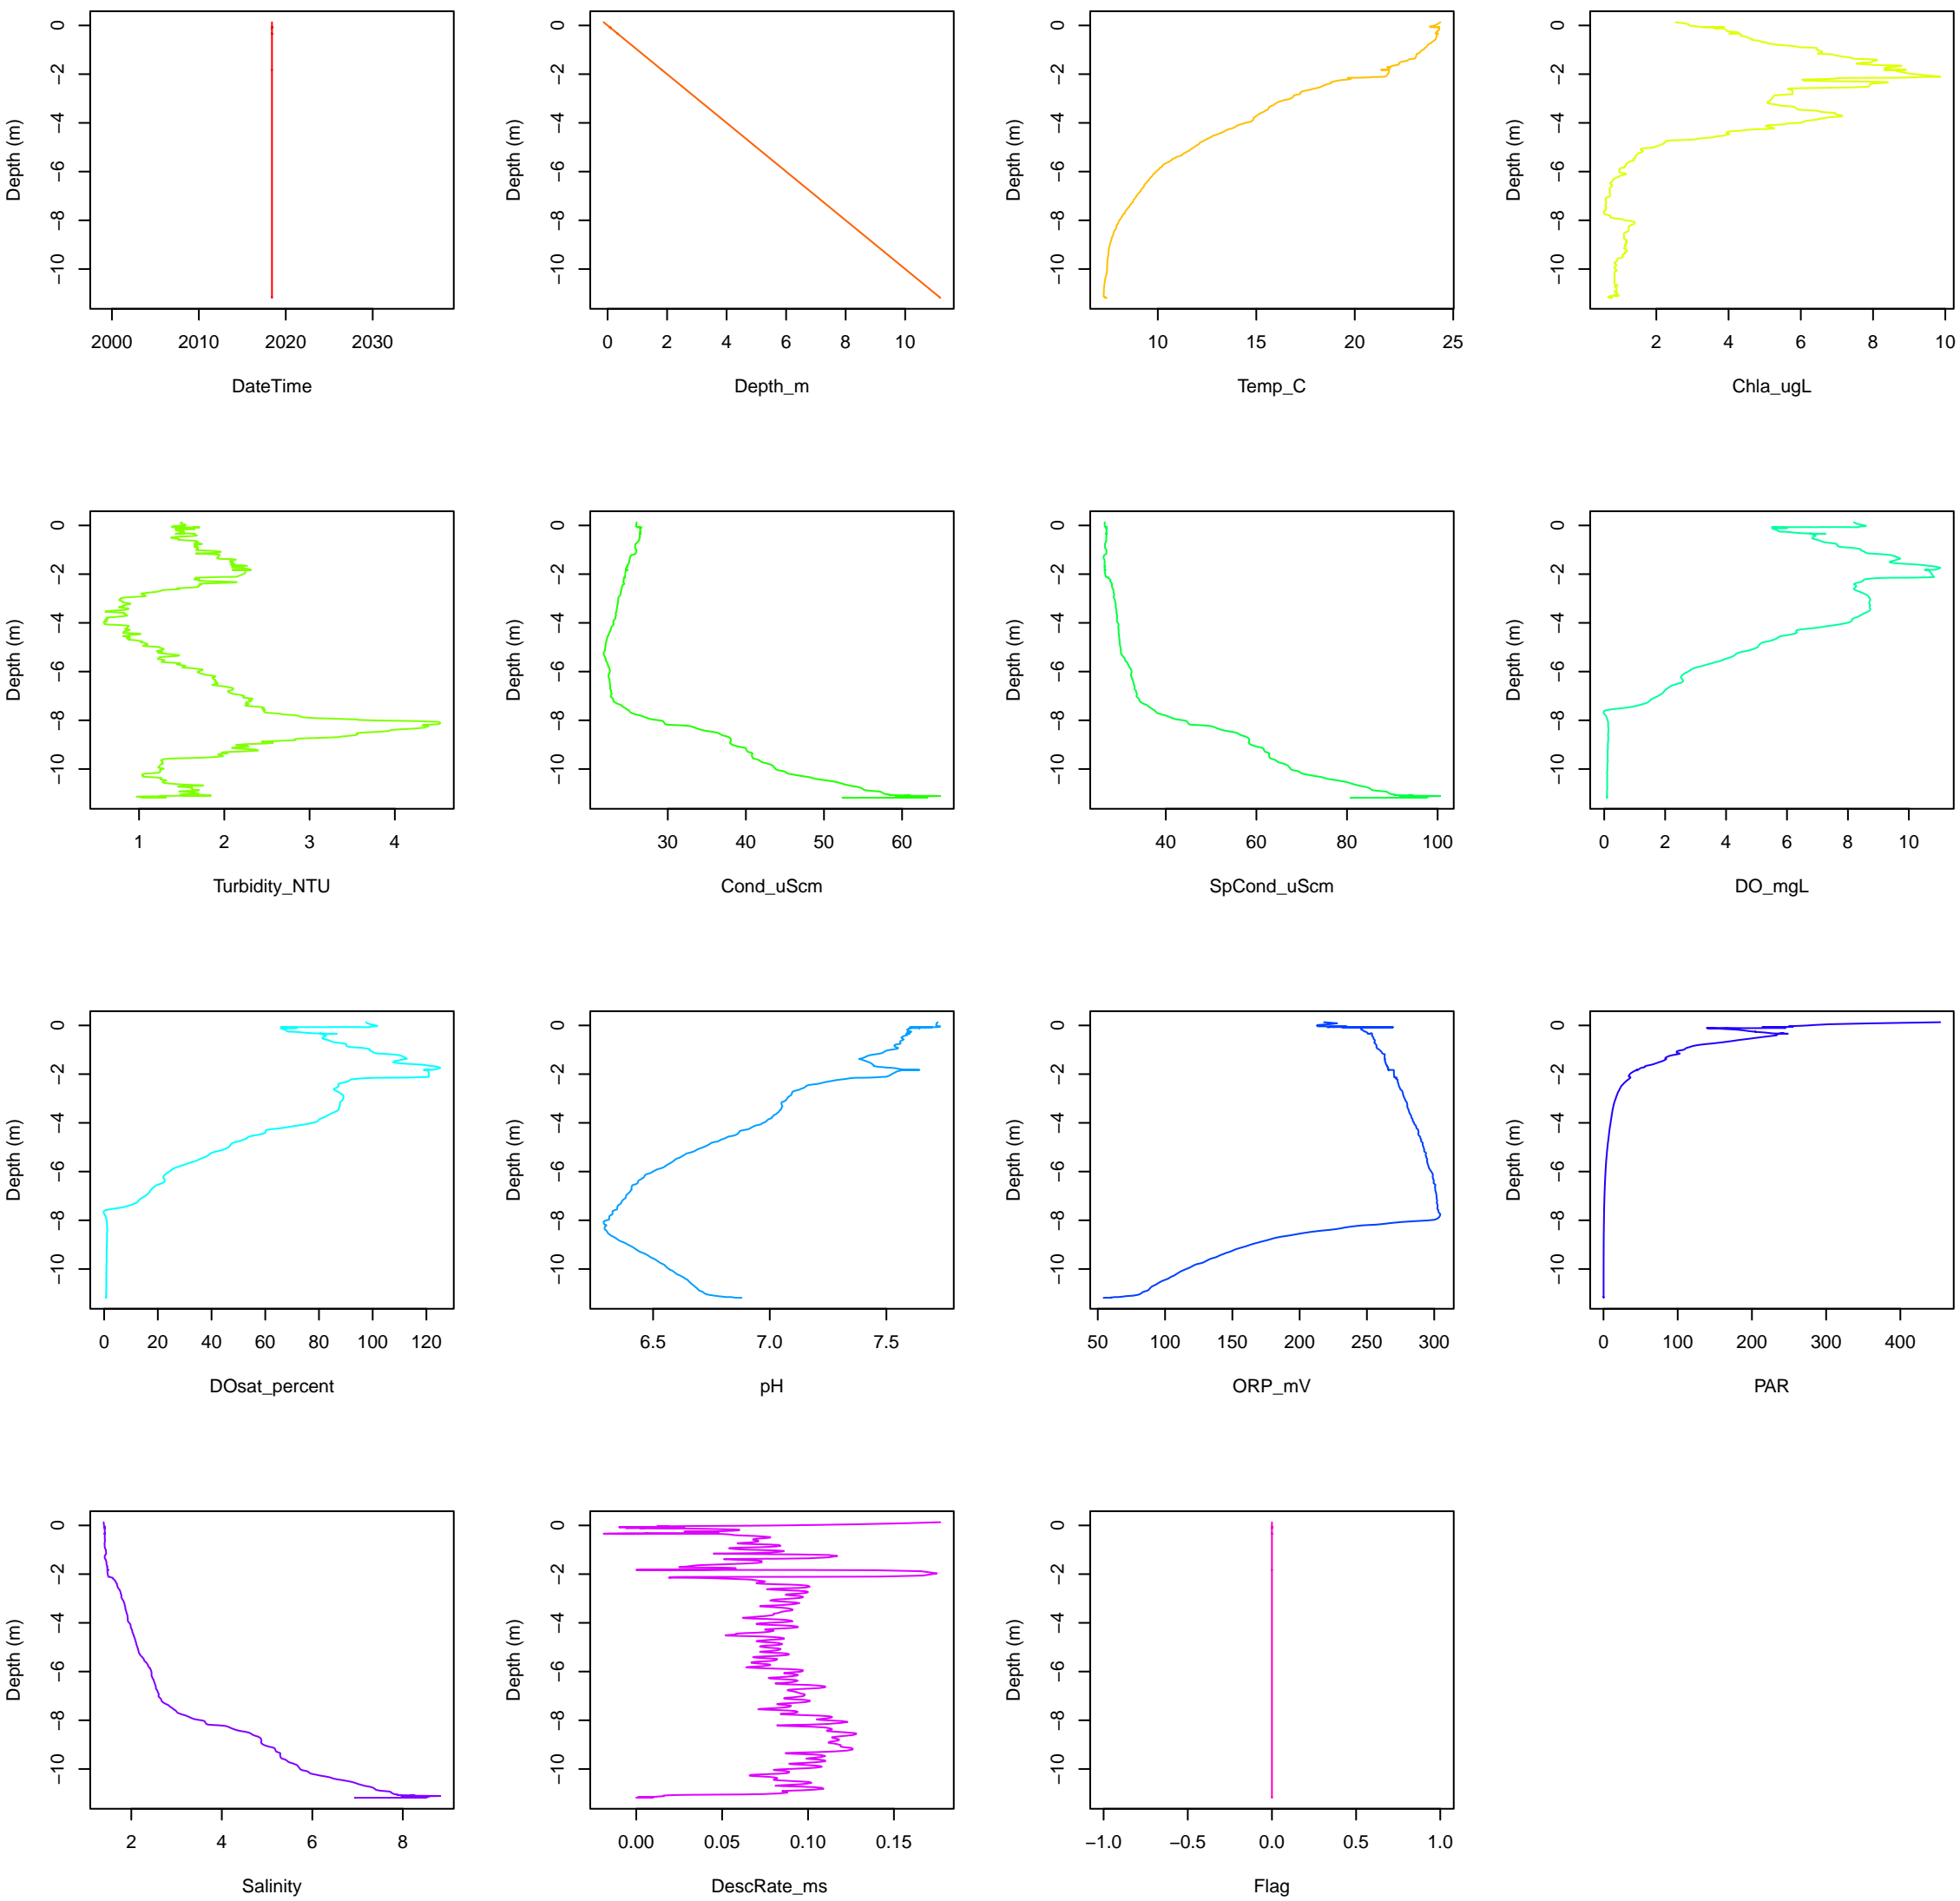 0
−2
−4
−6
−8
−10
Depth (m)
2000 2010 2020 2030
DateTime
0
−2
−4
−6
−8
−10
Depth (m)
0 2 4 6 8 10
Depth_m
0
−2
−4
−6
−8
−10
Depth (m)
10 15 20 25
Temp_C
0
−2
−4
−6
−8
−10
Depth (m)
2 4 6 8 10
Chla_ugL
0
−2
−4
−6
−8
−10
Depth (m)
1 2 3 4
Turbidity_NTU
0
−2
−4
−6
−8
−10
Depth (m)
30 40 50 60
Cond_uScm
0
−2
−4
−6
−8
−10
Depth (m)
40 60 80 100
SpCond_uScm
0
−2
−4
−6
−8
−10
Depth (m)
0 2 4 6 8 10
DO_mgL
0
−2
−4
−6
−8
−10
Depth (m)
0 20 40 60 80 100 120
DOsat_percent
0
−2
−4
−6
−8
−10
Depth (m)
6.5 7.0 7.5
pH
0
−2
−4
−6
−8
−10
Depth (m)
50 100 150 200 250 300
ORP_mV
0
−2
−4
−6
−8
−10
Depth (m)
0 100 200 300 400
PAR
0
−2
−4
−6
−8
−10
Depth (m)
2 4 6 8
Salinity
0
−2
−4
−6
−8
−10
Depth (m)
0.00 0.05 0.10 0.15
DescRate_ms
0
−2
−4
−6
−8
−10
Depth (m)
−1.0 −0.5 0.0 0.5 1.0
Flag